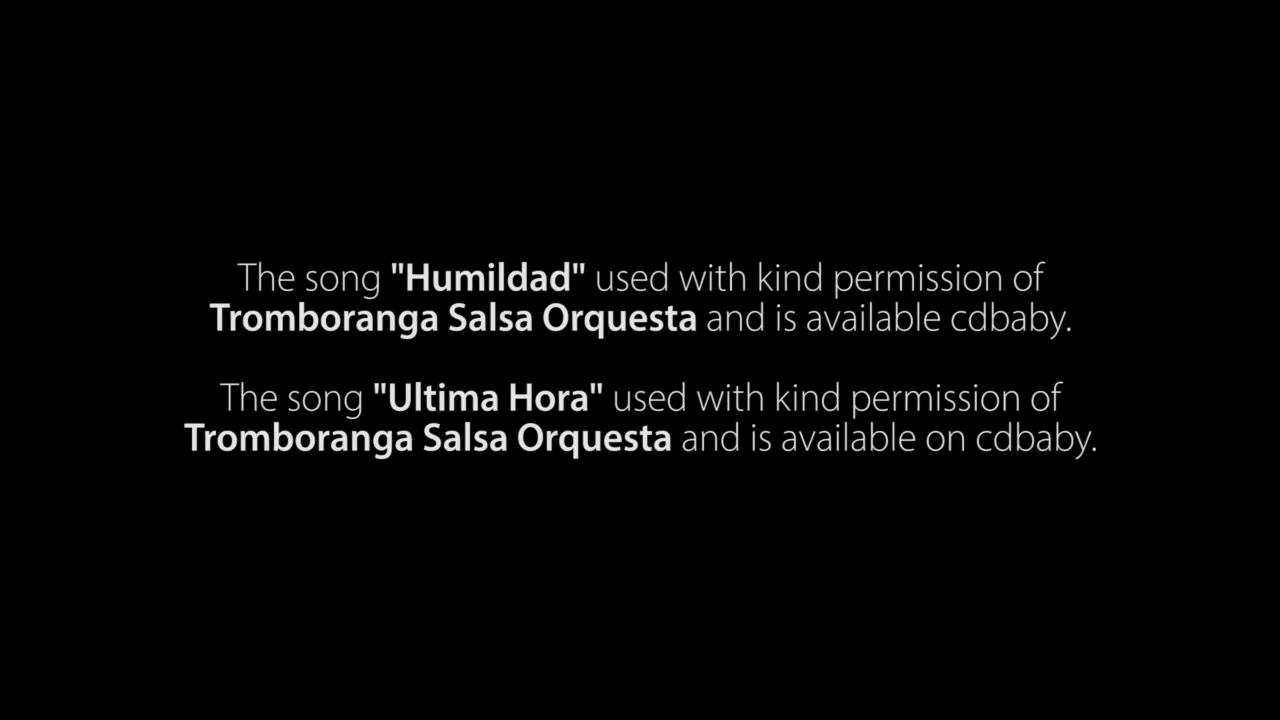 The song "Humildad" used with kind permission of
Tromboranga Salsa Orquesta and is available cdbaby.
The song "Ultima Hora" used with kind permission of
Tromboranga Salsa Orquesta and is available on cdbaby.